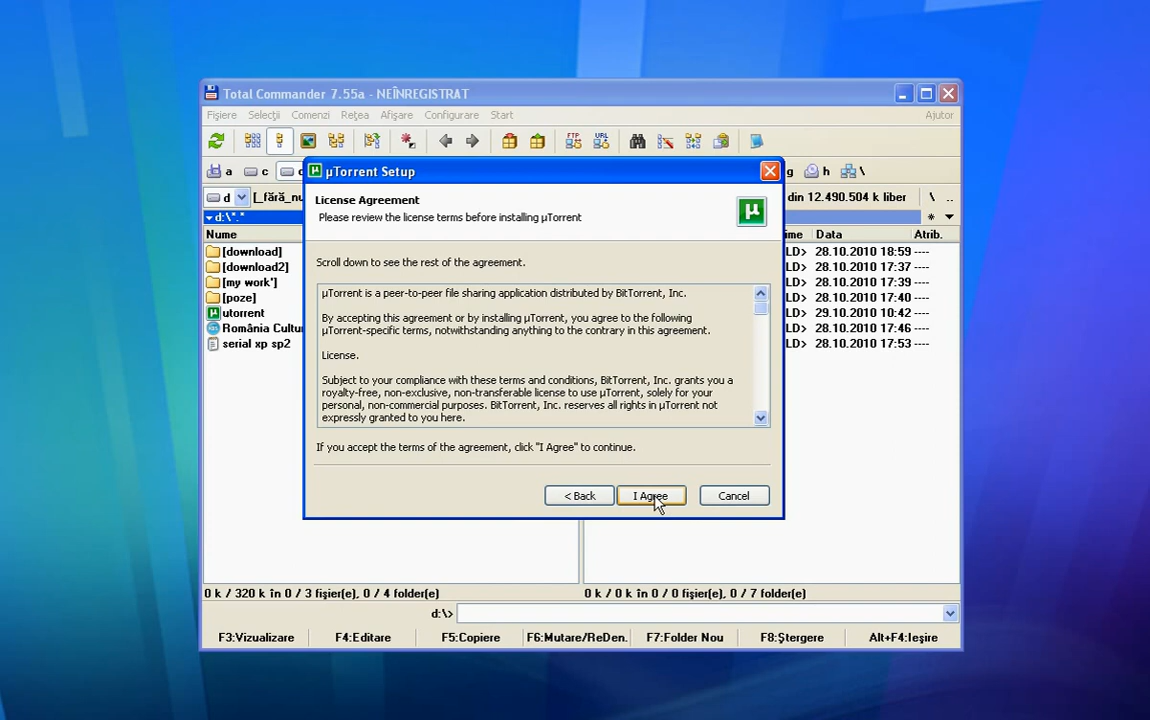 Total Commander 7.55a - NEÎNREGISTRAT
Fişiere Selecţii Comenzi Reţea Afişare Configurare Start Ajutor
FTP URL
a c g h \
d din 12.490.504 k liber \ ..
d:\*.* * 
Nume Data Atrib.
[download] 28.10.2010 18:59 ----
[download2] 28.10.2010 17:37 ----
[my work'] 28.10.2010 17:39 ----
[poze] 28.10.2010 17:40 ----
utorrent 29.10.2010 10:42 ----
România 28.10.2010 17:46 ----
serial xp sp2 28.10.2010 17:53 ----
µTorrent Setup
License Agreement
Please review the license terms before installing µTorrent
Scroll down to see the rest of the agreement.
µTorrent is a peer-to-peer file sharing application distributed by BitTorrent, Inc.
By accepting this agreement or by installing µTorrent, you agree to the following
µTorrent-specific terms, notwithstanding anything to the contrary in this agreement.
License.
Subject to your compliance with these terms and conditions, BitTorrent, Inc. grants you a
royalty-free, non-exclusive, non-transferable license to use µTorrent, solely for your
personal, non-commercial purposes. BitTorrent, Inc. reserves all rights in µTorrent not
expressly granted to you here.
If you accept the terms of the agreement, click "I Agree" to continue.
< Back I Agree Cancel
0 k / 320 k în 0 / 3 fişier(e), 0 / 4 folder(e) 0 k / 0 k în 0 / 0 fişier(e), 0 / 7 folder(e)
d:\>
F3:Vizualizare F4:Editare F5:Copiere F6:Mutare/ReDen. F7:Folder Nou F8:Ştergere Alt+F4:Ieşire